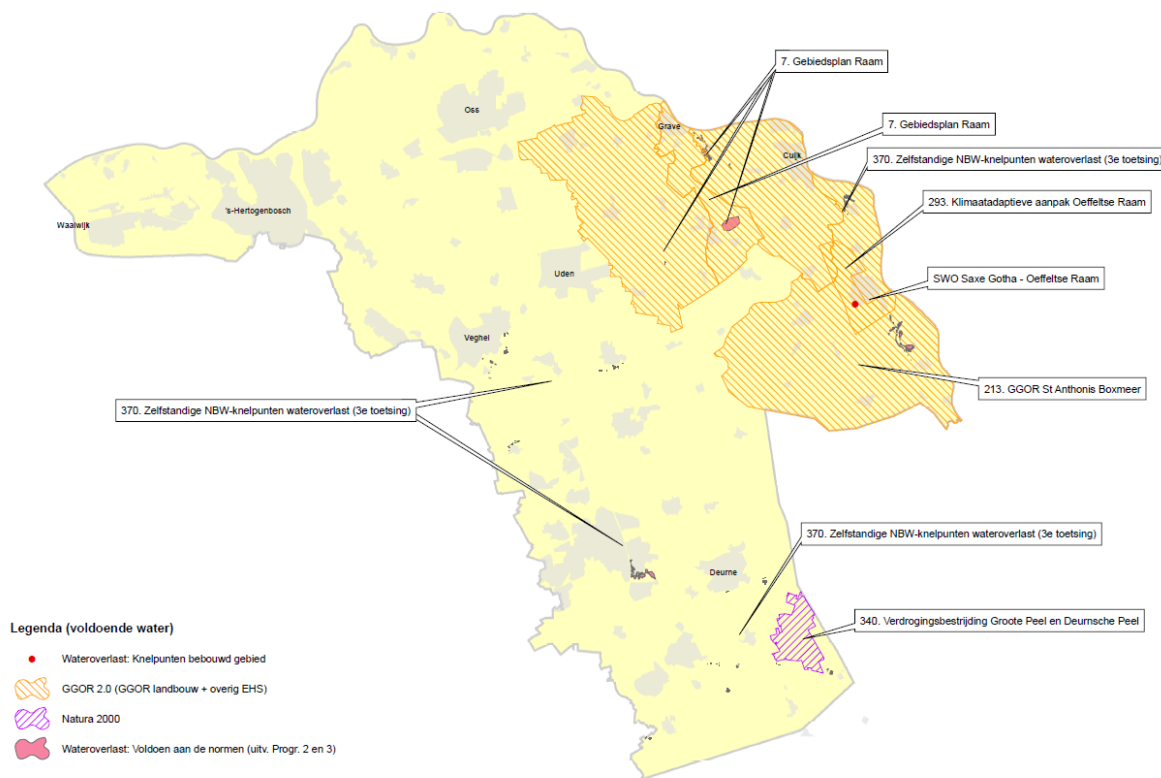 7. Gebiedsplan Raam
Oss
Grave
7. Gebiedsplan Raam
Cuijk
370. Zelfstandige NBW-knelpunten wateroverlast (3e toetsing)
293. Klimaatadaptieve aanpak Oeffeltse Raam
's-Hertogenbosch
Waalwijk
Uden
SWO Saxe Gotha - Oeffeltse Raam
Veghel
213. GGOR St Anthonis Boxmeer
370. Zelfstandige NBW-knelpunten wateroverlast (3e toetsing)
370. Zelfstandige NBW-knelpunten wateroverlast (3e toetsing)
Deurne
340. Verdrogingsbestrijding Groote Peel en Deurnsche Peel
Legenda (voldoende water)
Wateroverlast: Knelpunten bebouwd gebied
GGOR 2.0 (GGOR landbouw + overig EHS)
Natura 2000
Wateroverlast: Voldoen aan de normen (uitv. Progr. 2 en 3)